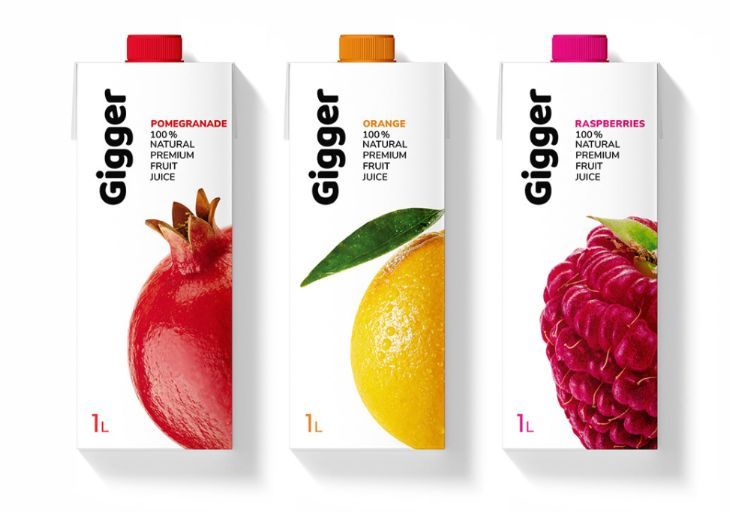 Gigger
POMEGRANADE
100%
NATURAL
PREMIUM
FRUIT
JUICE
1L
Gigger
ORANGE
100%
NATURAL
PREMIUM
FRUIT
JUICE
1L
Gigger
RASPBERRIES
100%
NATURAL
PREMIUM
FRUIT
JUICE
1L